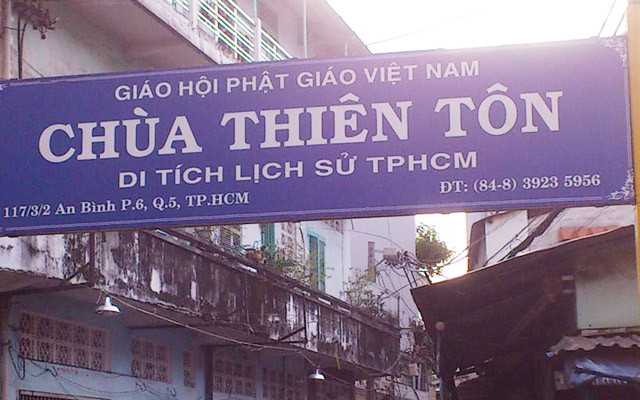 GIÁO HỘI PHẬT GIÁO VIỆT NAM
CHÙA THIÊN TÔN
DI TÍCH LỊCH SỬ TPHCM
117/3/2 An Bình P.6, Q.5, TP.HCM
ĐT: (84-8) 3923 5956